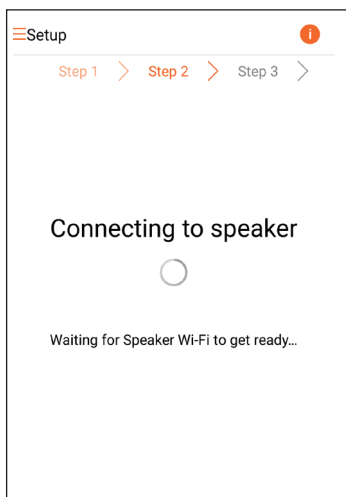 Setup
i
Step 1 Step 2 Step 3
Connecting to speaker
Waiting for Speaker Wi-Fi to get ready...